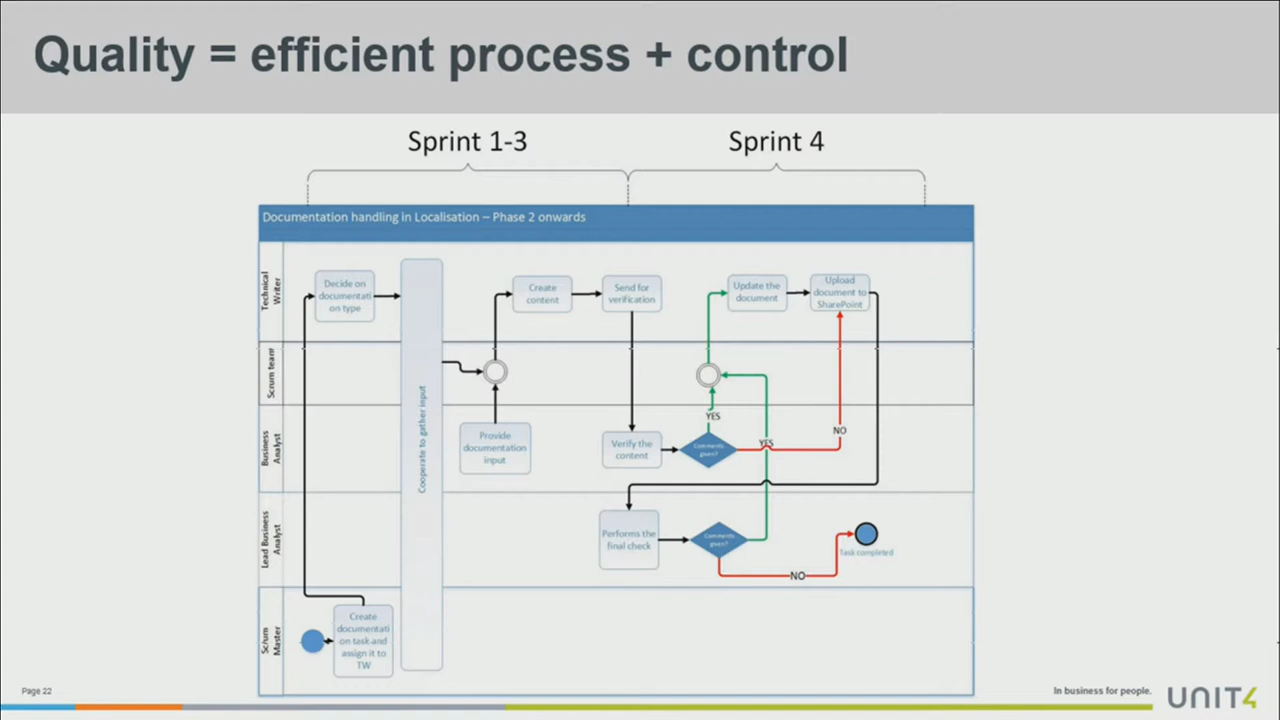 Quality = efficient process + control
Sprint 1-3
Sprint 4
Documentation handling in Localisation – Phase 2 onwards
Technical
Writer
Decide on
documentati
on type
Create
content
Send for
verification
Update the
document
Upload
document to
SharePoint
Scrum team
Cooperate to gather input
YES
Business
Analyst
Provide
documentation
input
Verify the
content
Comments
given?
YES
NO
Lead Business
Analyst
Performs the
final check
Comments
given?
NO
Task completed
Scrum
Master
Create
documentati
on task and
assign it to
TW
Page 22
In business for people.
UNIT4